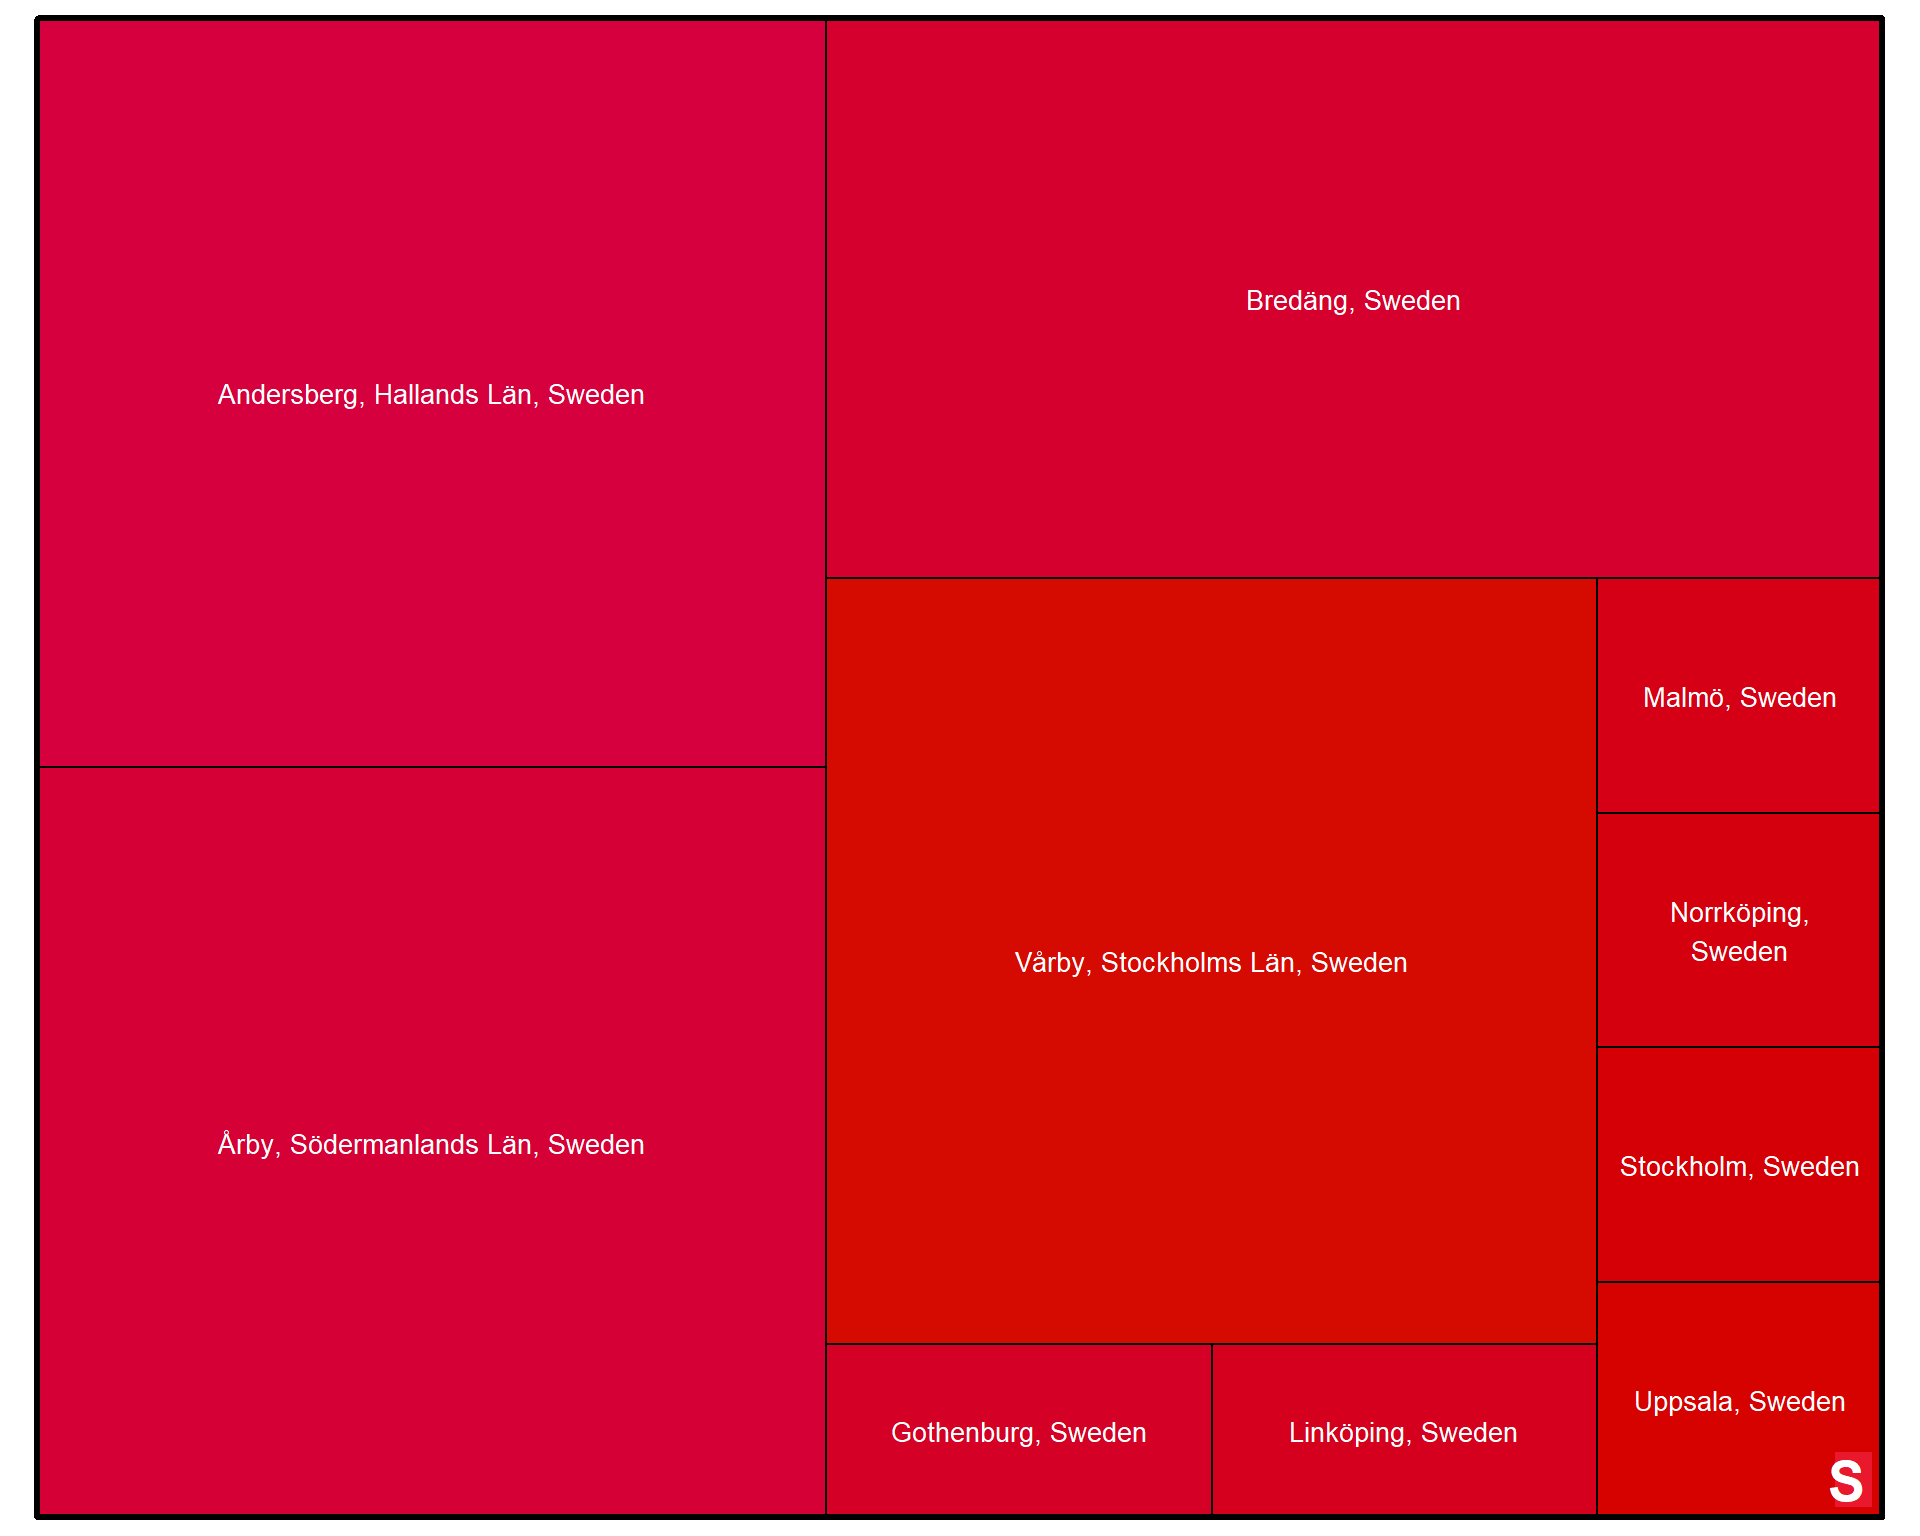 Andersberg, Hallands Län, Sweden
Bredäng, Sweden
Årby, Södermanlands Län, Sweden
Vårby, Stockholms Län, Sweden
Malmö, Sweden
Norrköping,
Sweden
Stockholm, Sweden
Gothenburg, Sweden
Linköping, Sweden
Uppsala, Sweden
S